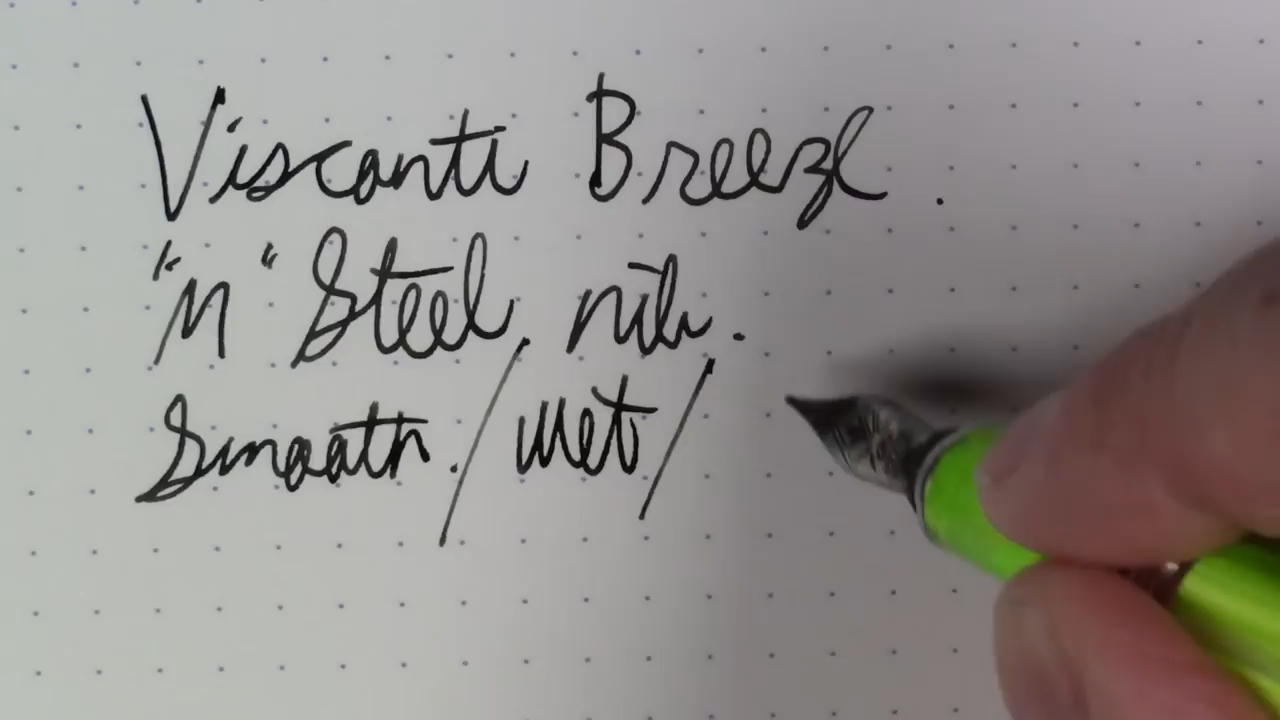 Visconti Breeze.
"M" Steel nib.
Smooth / Wet /